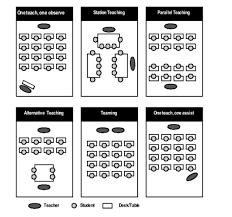 One teach, one observe
Station Teaching
Parallel Teaching
Alternative Teaching
Teaming
One teach, one assist
Teacher
Student
Desk/Table